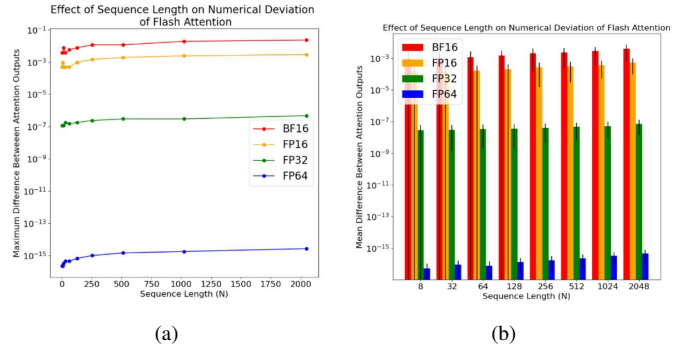 Effect of Sequence Length on Numerical Deviation
of Flash Attention
Maximum Difference Between Attention Outputs
10⁻¹
10⁻³
10⁻⁵
10⁻⁷
10⁻⁹
10⁻¹¹
10⁻¹³
10⁻¹⁵
BF16
FP16
FP32
FP64
0 250 500 750 1000 1250 1500 1750 2000
Sequence Length (N)
(a)
Effect of Sequence Length on Numerical Deviation of Flash Attention
Mean Difference Between Attention Outputs
10⁻³
10⁻⁵
10⁻⁷
10⁻⁹
10⁻¹¹
10⁻¹³
10⁻¹⁵
BF16
FP16
FP32
FP64
8 32 64 128 256 512 1024 2048
Sequence Length (N)
(b)